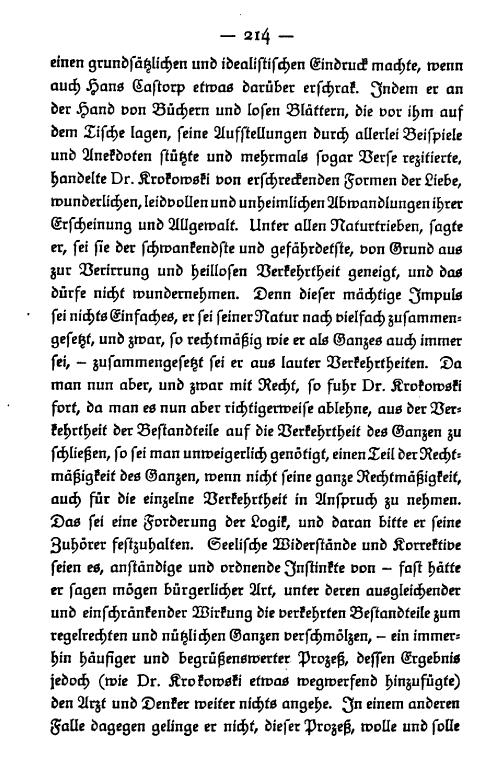 — 214 —
einen grundsätzlichen und idealistischen Eindruck machte, wenn
auch Hans Castorp etwas darüber erschrak. Indem er an
der Hand von Büchern und losen Blättern, die vor ihm auf
dem Tische lagen, seine Aufstellungen durch allerlei Beispiele
und Anekdoten stützte und mehrmals sogar Verse rezitierte,
handelte Dr. Krokowski von erschreckenden Formen der Liebe,
wunderlichen, leidvollen und unheimlichen Abwandlungen ihrer
Erscheinung und Allgewalt. Unter allen Naturtrieben, sagte
er, sei sie der schwankendste und gefährdetste, von Grund aus
zur Verirrung und heillosen Verkehrtheit geneigt, und das
dürfe nicht wundernehmen. Denn dieser mächtige Impuls
sei nichts Einfaches, er sei seiner Natur nach vielfach zusammen-
gesetzt, und zwar, so rechtmäßig wie er als Ganzes auch immer
sei, – zusammengesetzt sei er aus lauter Verkehrtheiten. Da
man nun aber, und zwar mit Recht, so fuhr Dr. Krokowski
fort, da man es nun aber richtigerweise ablehne, aus der Ver-
kehrtheit der Bestandteile auf die Verkehrtheit des Ganzen zu
schließen, so sei man unweigerlich genötigt, einen Teil der Recht-
mäßigkeit des Ganzen, wenn nicht seine ganze Rechtmäßigkeit,
auch für die einzelne Verkehrtheit in Anspruch zu nehmen.
Das sei eine Forderung der Logik, und daran bitte er seine
Zuhörer festzuhalten. Seelische Widerstände und Korrektive
seien es, anständige und ordnende Instinkte von – fast hätte
er sagen mögen bürgerlicher Art, unter deren ausgleichender
und einschränkender Wirkung die verkehrten Bestandteile zum
regelrechten und nützlichen Ganzen verschmölzen, – ein immer-
hin häufiger und begrüßenswerter Prozeß, dessen Ergebnis
jedoch (wie Dr. Krokowski etwas wegwerfend hinzufügte)
den Arzt und Denker weiter nichts angehe. In einem anderen
Falle dagegen gelinge er nicht, dieser Prozeß, wolle und solle